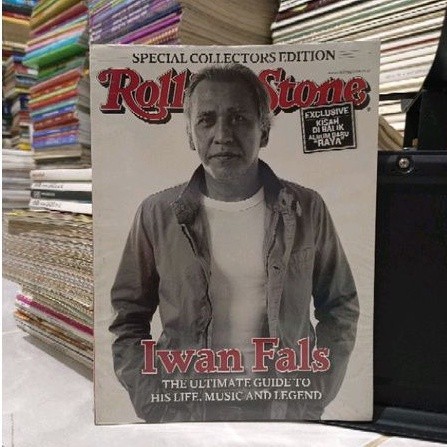 SPECIAL COLLECTORS EDITION
Rolling Stone
EXCLUSIVE
KISAH
DI BALIK
ALBUM BARU
"RAYA"
Iwan Fals
THE ULTIMATE GUIDE TO
HIS LIFE, MUSIC AND LEGEND